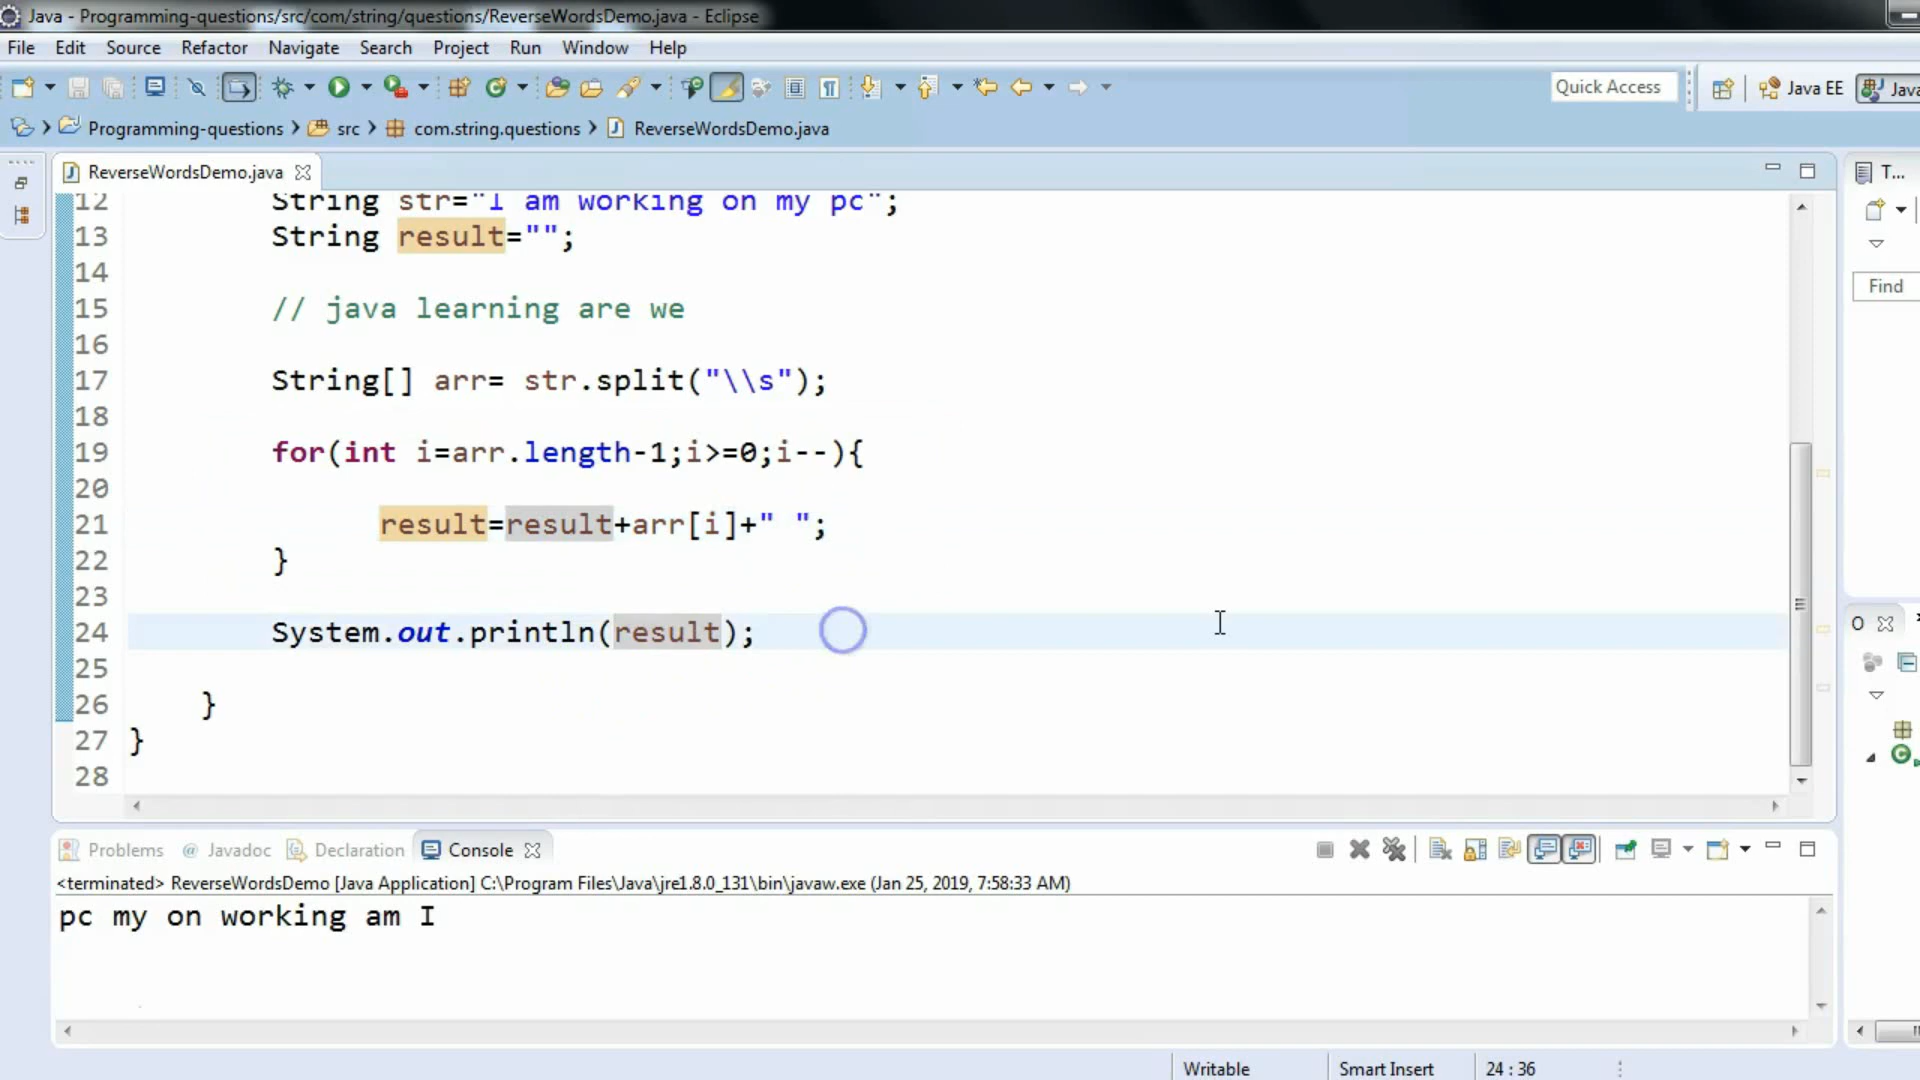 Java - Programming-questions/src/com/string/questions/ReverseWordsDemo.java - Eclipse
File Edit Source Refactor Navigate Search Project Run Window Help
Quick Access Java EE Java
Programming-questions src com.string.questions ReverseWordsDemo.java
ReverseWordsDemo.java
T...
12 String str="I am working on my pc";
13 String result="";
14
15 // java learning are we
16
17 String[] arr= str.split("\\s");
18
19 for(int i=arr.length-1;i>=0;i--){
20
21 result=result+arr[i]+" ";
22 }
23
24 System.out.println(result);
25
26 }
27 }
28
Find
O
Problems @ Javadoc Declaration Console
<terminated> ReverseWordsDemo [Java Application] C:\Program Files\Java\jre1.8.0_131\bin\javaw.exe (Jan 25, 2019, 7:58:33 AM)
pc my on working am I
Writable Smart Insert 24 : 36